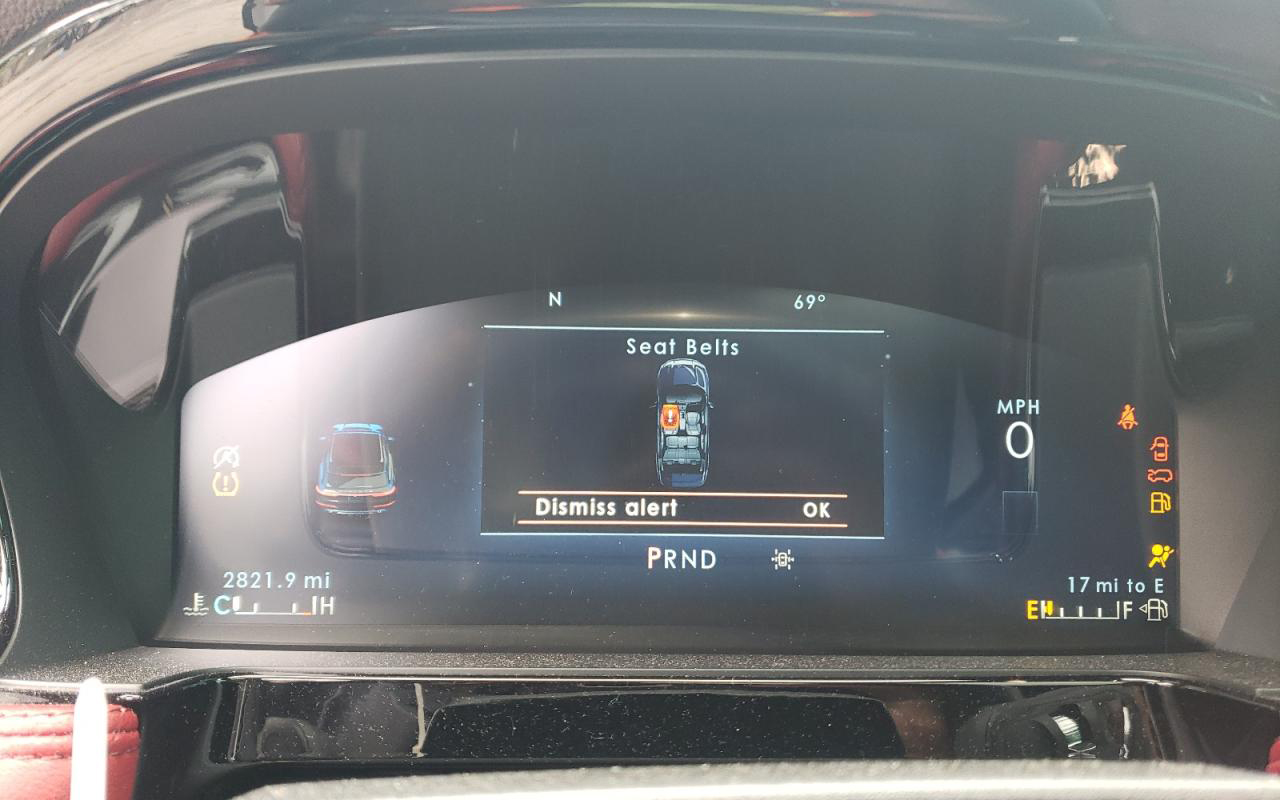 N 69°
Seat Belts
MPH
0
Dismiss alert OK
PRND
2821.9 mi
17 mi to E
C H
E F